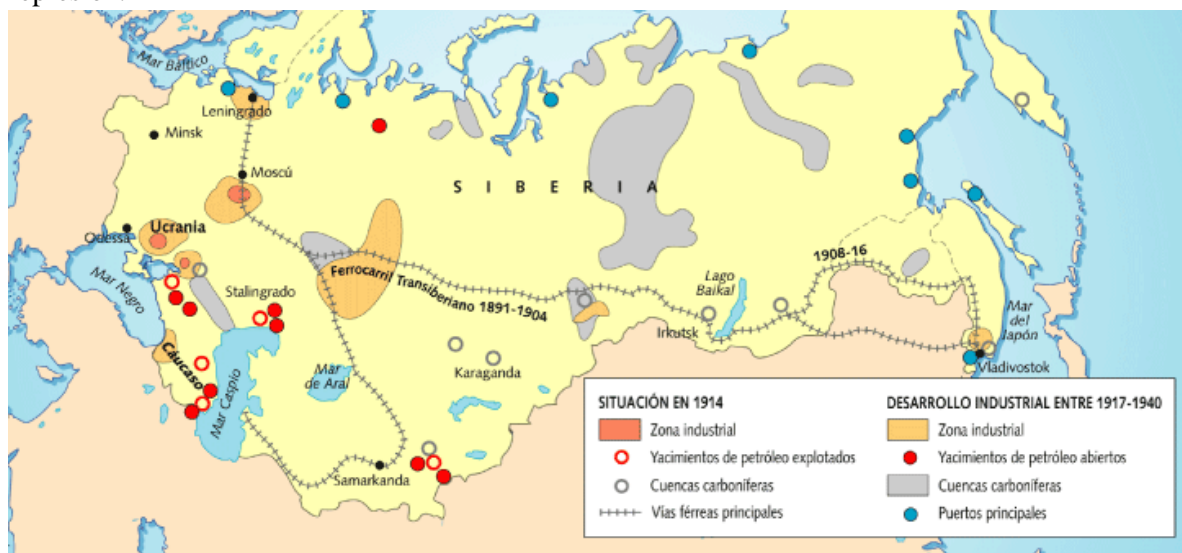 Mar Báltico
Leningrado
Minsk
Moscú
S I B E R I A
Ucrania
Odessa
1908-16
Mar Negro
Ferrocarril Transiberiano 1891-1904
Lago
Baikal
Stalingrado
Irkutsk
Mar
del
Japón
Vladivostok
Cáucaso
Mar Caspio
Mar
de Aral
Karaganda
Samarkanda
SITUACIÓN EN 1914
Zona industrial
Yacimientos de petróleo explotados
Cuencas carboníferas
Vías férreas principales
DESARROLLO INDUSTRIAL ENTRE 1917-1940
Zona industrial
Yacimientos de petróleo abiertos
Cuencas carboníferas
Puertos principales